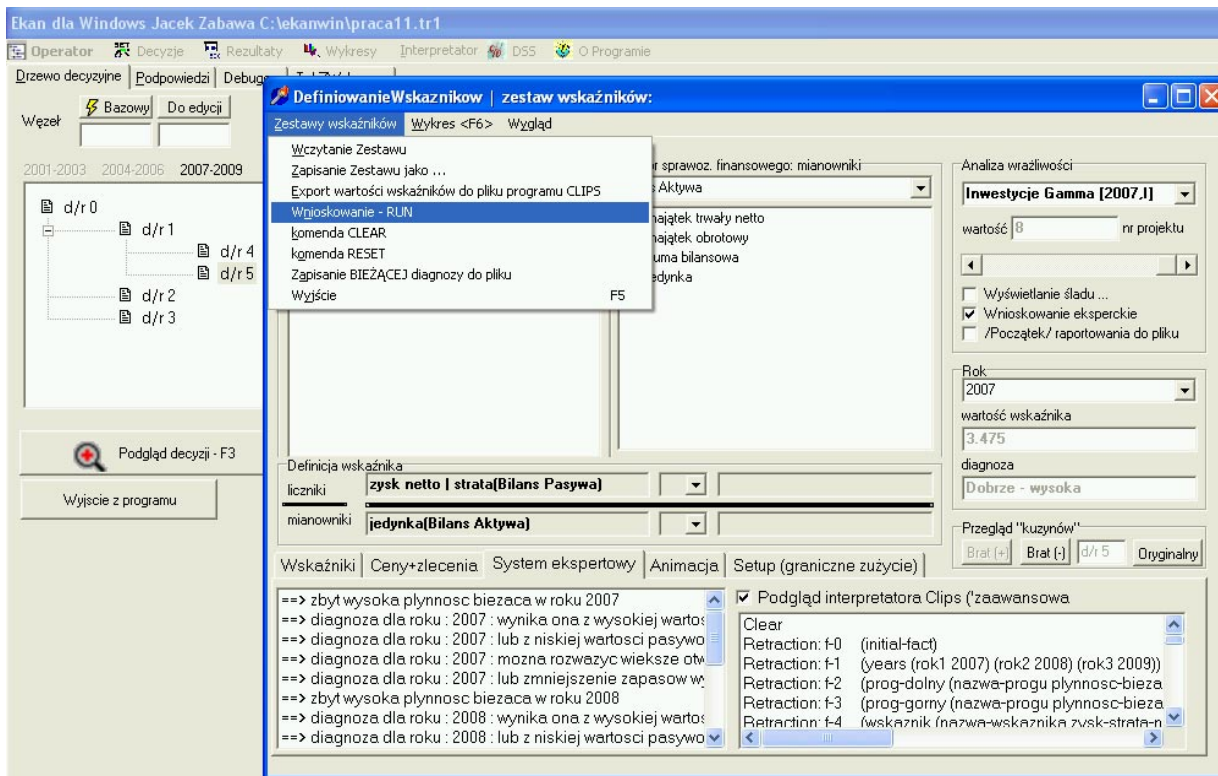 Ekan dla Windows Jacek Zabawa C:\ekanwin\praca11.tr1
Operator Decyzje Rezultaty Wykresy Interpretator DSS O Programie
Drzewo decyzyjne Podpowiedzi
Węzeł
Bazowy Do edycji
2001-2003 2004-2006 2007-2009
d/r 0
d/r 1
d/r 4
d/r 5
d/r 2
d/r 3
Podgląd decyzji - F3
Wyjscie z programu
DefiniowanieWskaznikow | zestaw wskaźników:
Zestawy wskaźników Wykres <F6> Wygląd
Wczytanie Zestawu
Zapisanie Zestawu jako ...
Export wartości wskaźników do pliku programu CLIPS
Wnioskowanie - RUN
komenda CLEAR
komenda RESET
Zapisanie BIEŻĄCEJ diagnozy do pliku
Wyjście F5
sprawoz. finansowego: mianowniki
Aktywa
majątek trwały netto
majątek obrotowy
suma bilansowa
jedynka
Analiza wrażliwości
Inwestycje Gamma [2007,I]
wartość 8 nr projektu
Wyświetlanie śladu ...
Wnioskowanie eksperckie
/Początek/ raportowania do pliku
Rok
2007
wartość wskaźnika
3.475
diagnoza
Dobrze - wysoka
Przegląd "kuzynów"
Brat (+) Brat (-) d/r 5 Oryginalny
Definicja wskaźnika
liczniki zysk netto | strata(Bilans Pasywa)
mianowniki jedynka(Bilans Aktywa)
Wskaźniki Ceny+zlecenia System ekspertowy Animacja Setup (graniczne zużycie)
==> zbyt wysoka plynnosc biezaca w roku 2007
==> diagnoza dla roku : 2007 : wynika ona z wysokiej wartos
==> diagnoza dla roku : 2007 : lub z niskiej wartosci pasywo
==> diagnoza dla roku : 2007 : mozna rozwazyc wieksze otw
==> diagnoza dla roku : 2007 : lub zmniejszenie zapasow w
==> zbyt wysoka plynnosc biezaca w roku 2008
==> diagnoza dla roku : 2008 : wynika ona z wysokiej wartos
==> diagnoza dla roku : 2008 : lub z niskiej wartosci pasywo
Podgląd interpretatora Clips ('zaawansowa
Clear
Retraction: f-0 (initial-fact)
Retraction: f-1 (years (rok1 2007) (rok2 2008) (rok3 2009))
Retraction: f-2 (prog-dolny (nazwa-progu plynnosc-bieza
Retraction: f-3 (prog-gorny (nazwa-progu plynnosc-bieza
Retraction: f-4 (wskaznik (nazwa-wskaznika zysk-strata-n